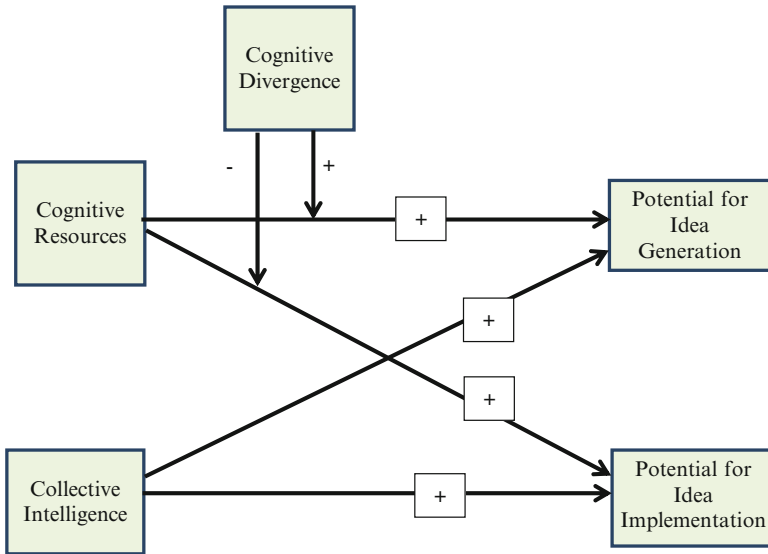 Cognitive
Divergence
-
+
Cognitive
Resources
+
Potential for
Idea
Generation
+
+
Collective
Intelligence
+
Potential for
Idea
Implementation